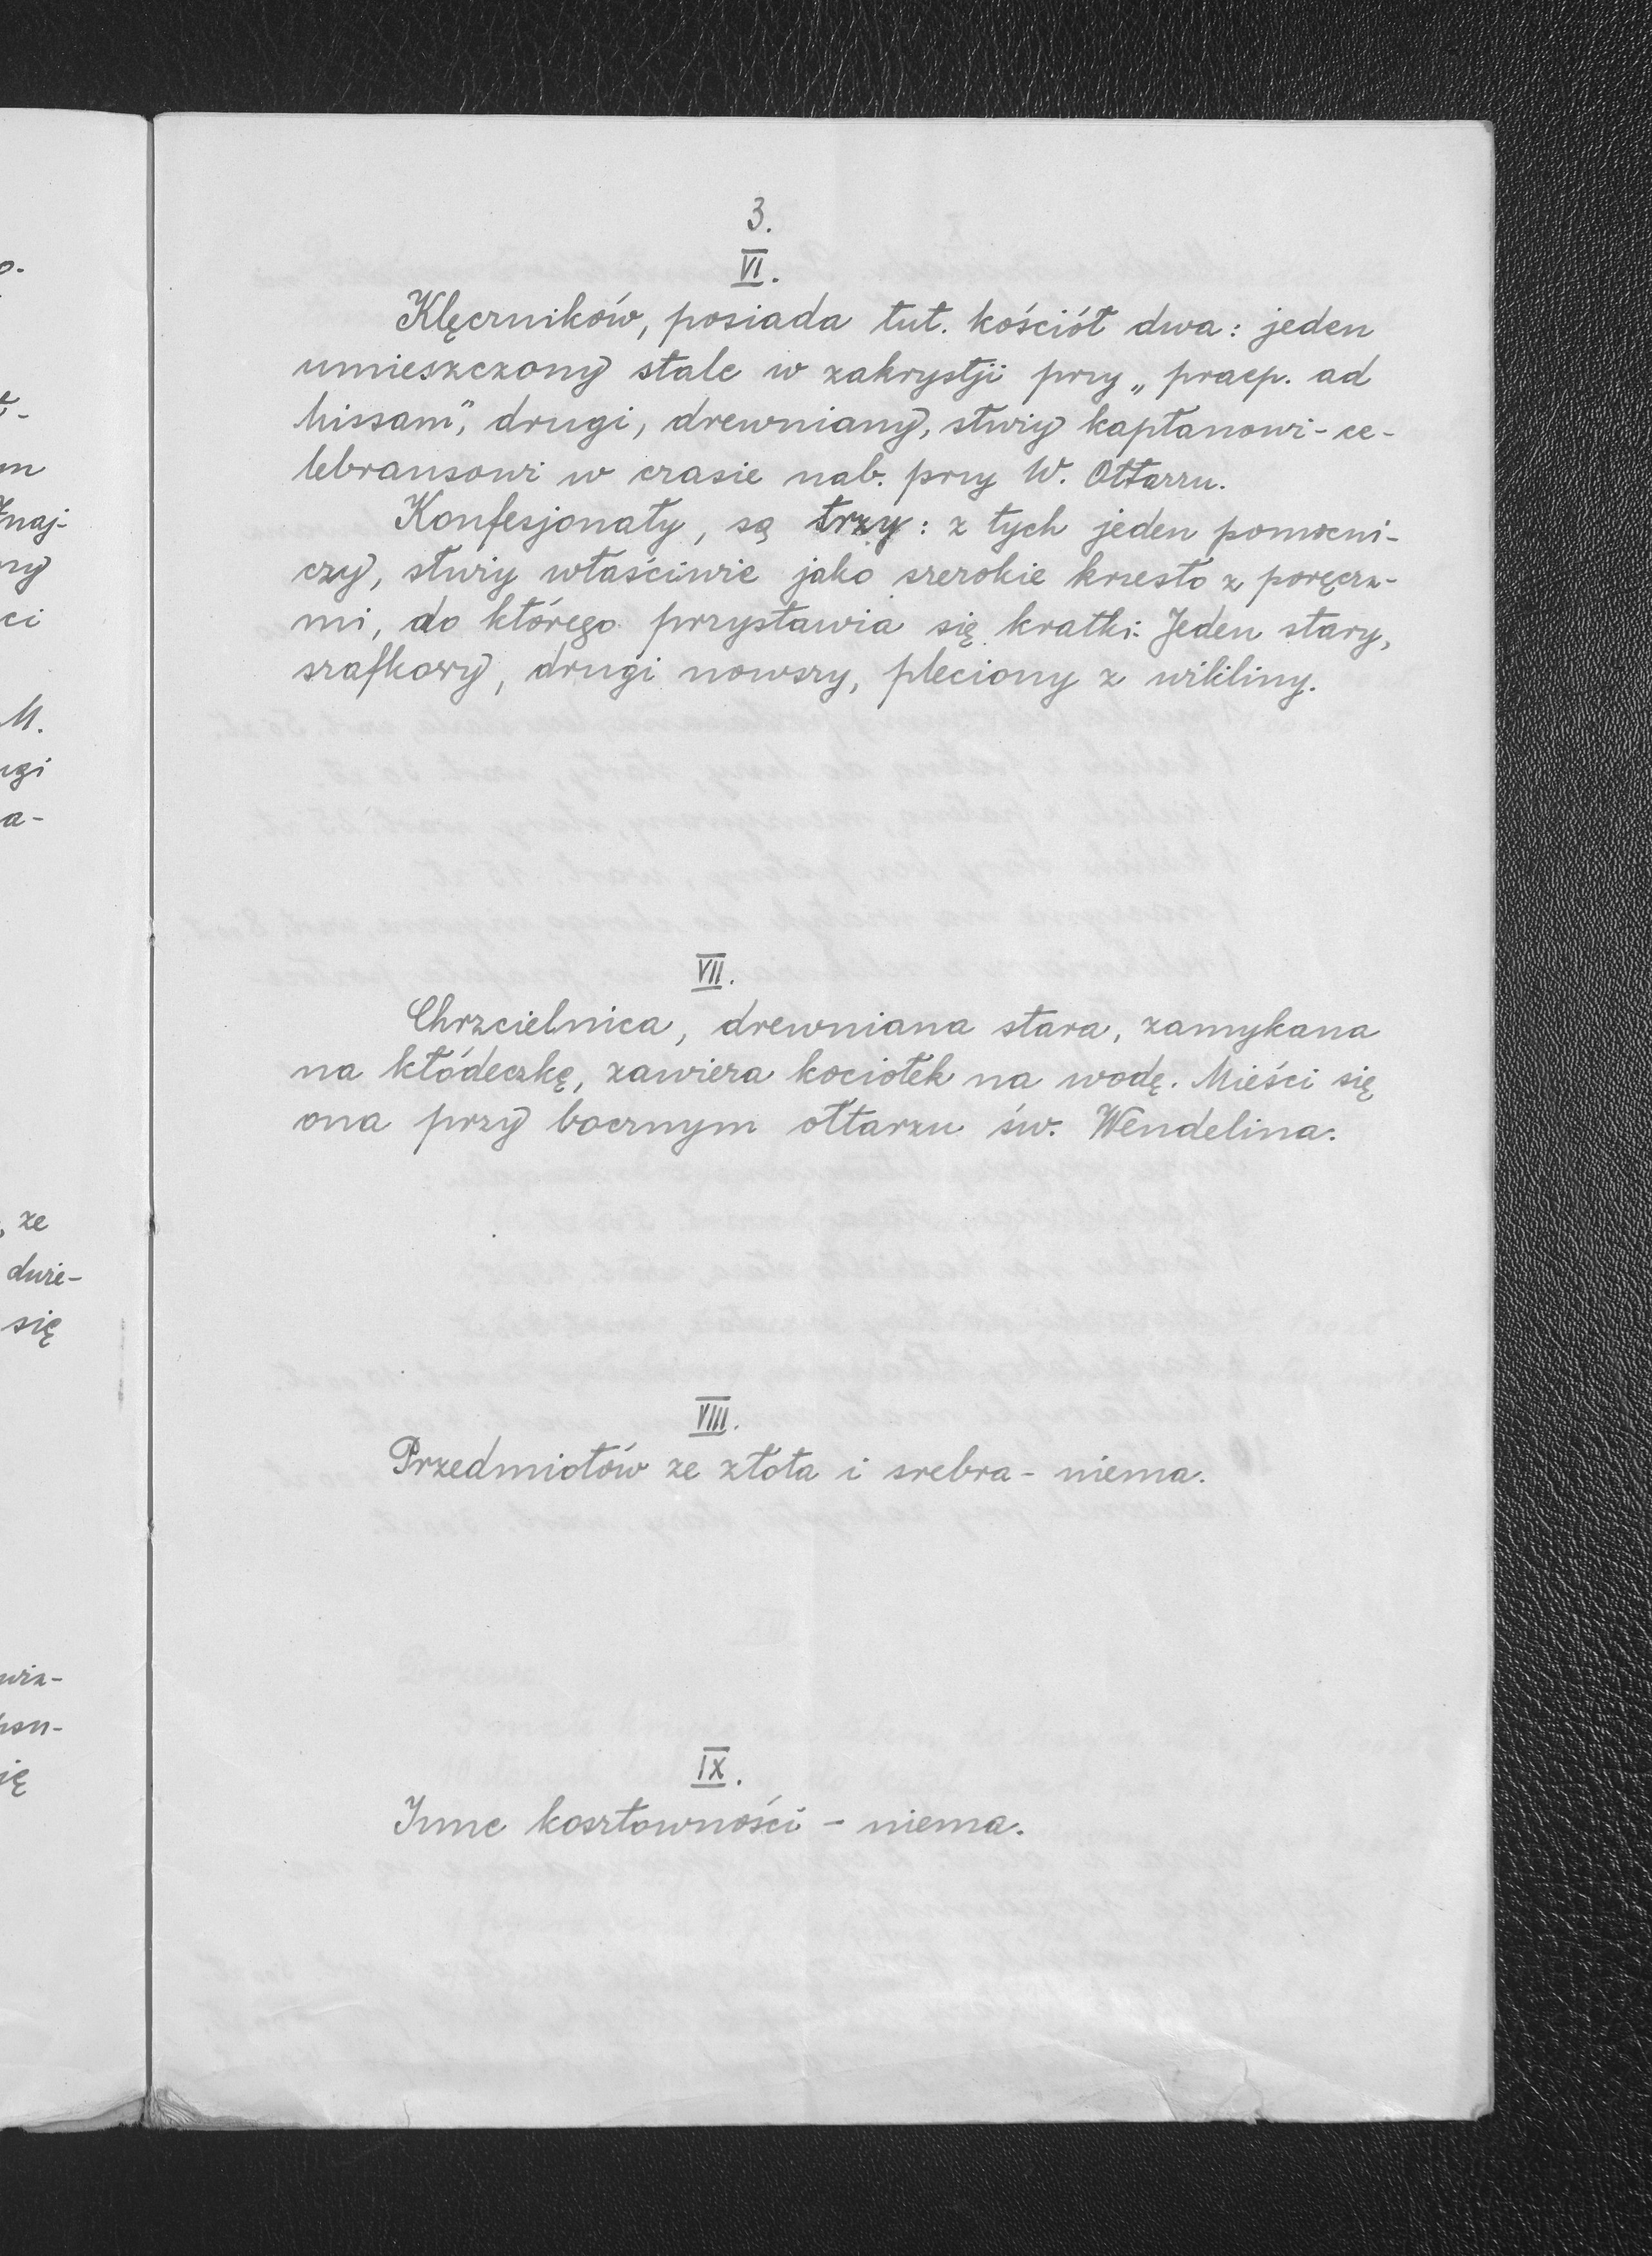 3.
VI.
Klęczników, posiada tut. kościół dwa: jeden
umieszczony stale w zakrystji przy „praep. ad
Missam", drugi, drewniany, służy kapłanowi-ce-
lebransowi w czasie nab. przy W. Ołtarzu.
Konfesjonały, są trzy: z tych jeden pomocni-
czy, służy właściwie jako szerokie krzesło z poręcza-
mi, do którego przystawia się kratki. Jeden stary,
szafkowy, drugi nowszy, pleciony z wikliny.
VII.
Chrzcielnica, drewniana stara, zamykana
na kłódeczkę, zawiera kociołek na wodę. Mieści się
ona przy bocznym ołtarzu św. Wendelina.
VIII.
Przedmiotów ze złota i srebra - niema.
IX.
Inne kosztowności - niema.